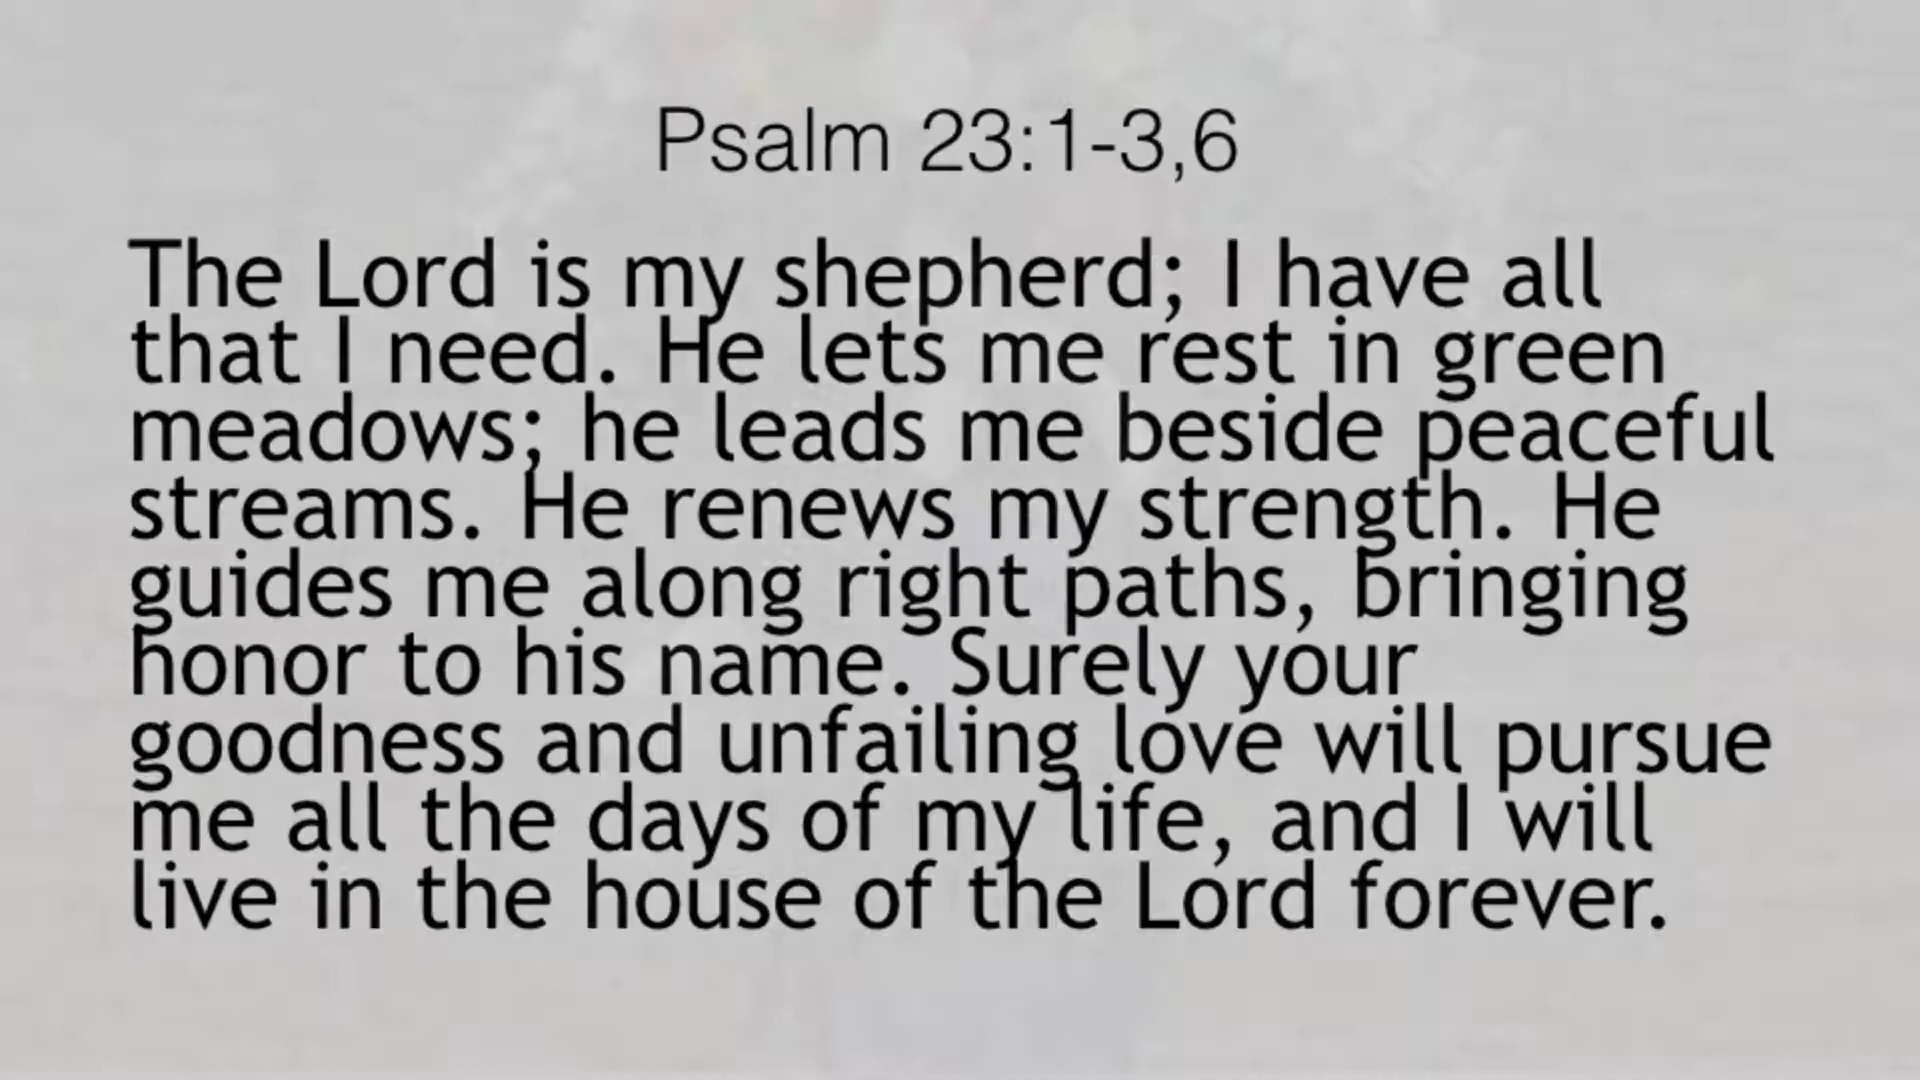 Psalm 23:1-3,6
The Lord is my shepherd; I have all
that I need. He lets me rest in green
meadows; he leads me beside peaceful
streams. He renews my strength. He
guides me along right paths, bringing
honor to his name. Surely your
goodness and unfailing love will pursue
me all the days of my life, and I will
live in the house of the Lord forever.